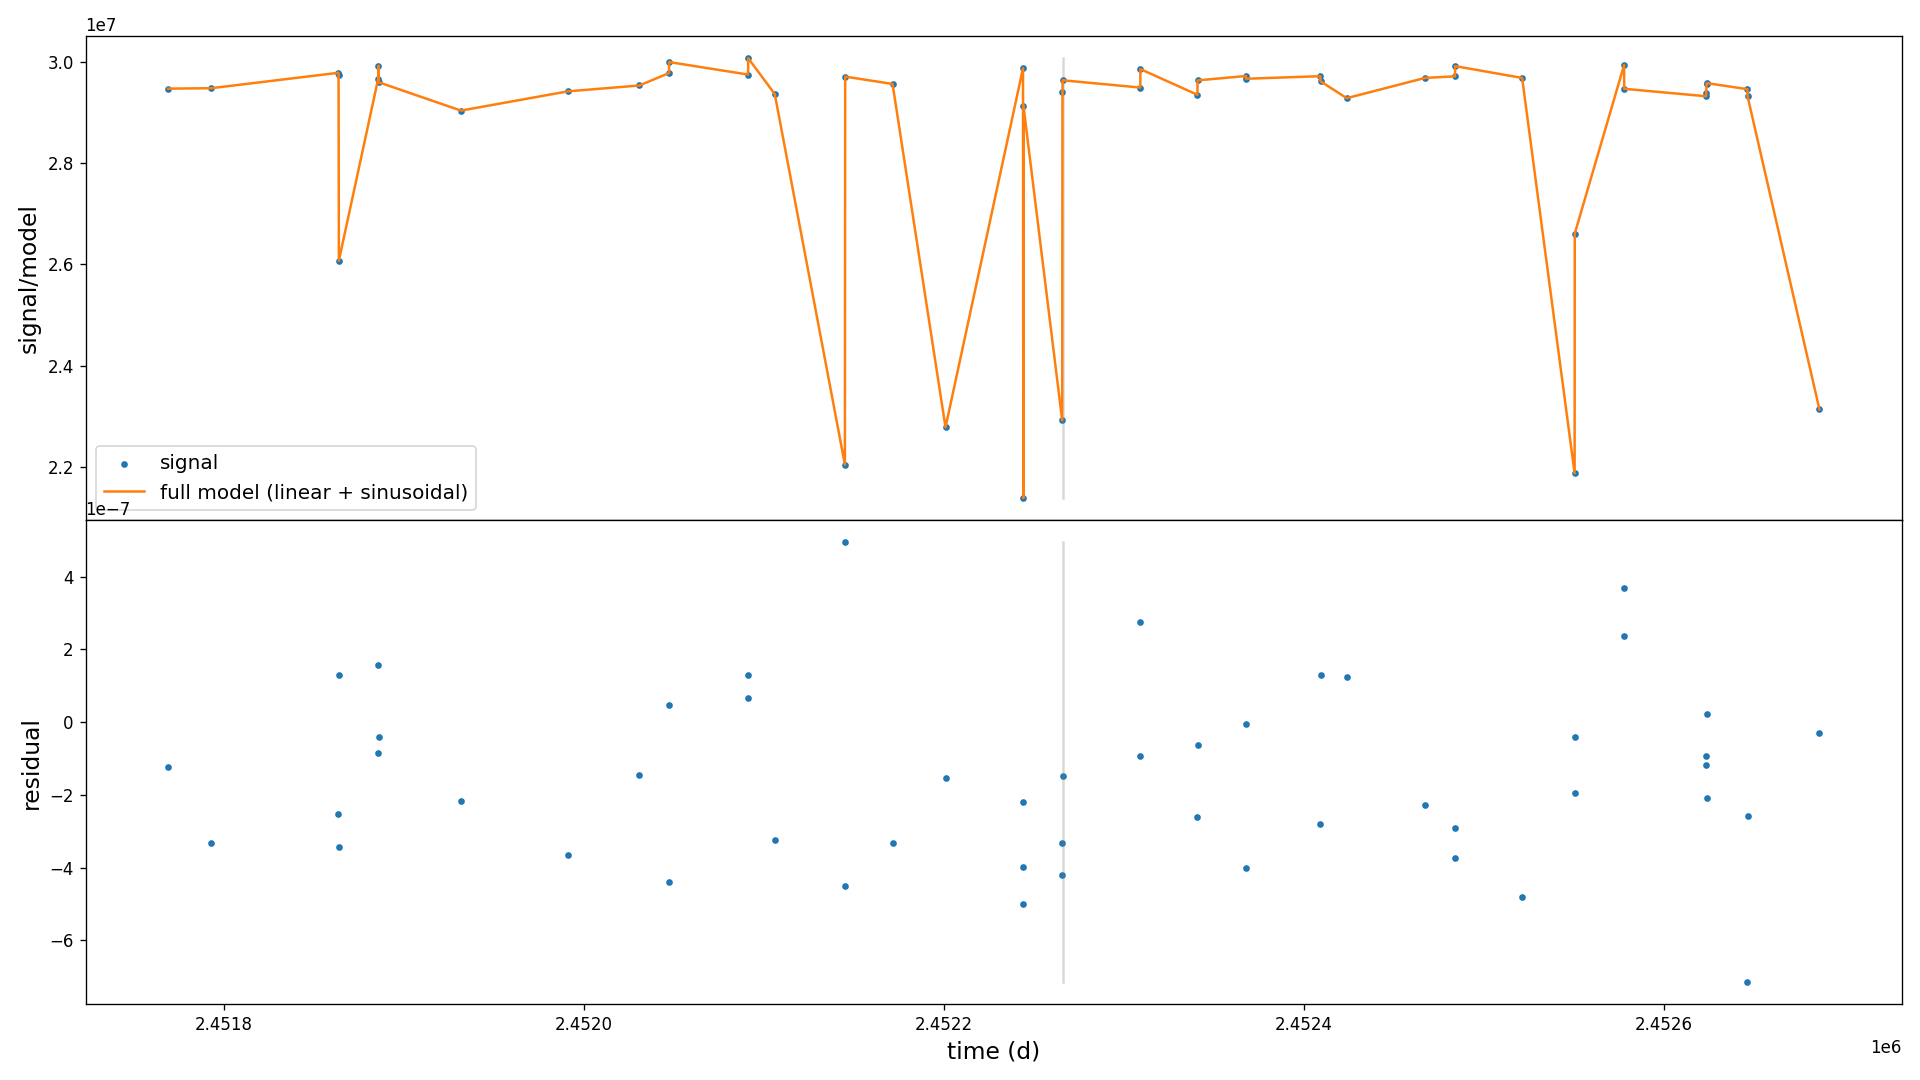 1e7
3.0
2.8
2.6
2.4
2.2
signal/model
signal
full model (linear + sinusoidal)
1e−7
4
2
0
−2
−4
−6
residual
2.4518
2.4520
2.4522
2.4524
2.4526
time (d)
1e6